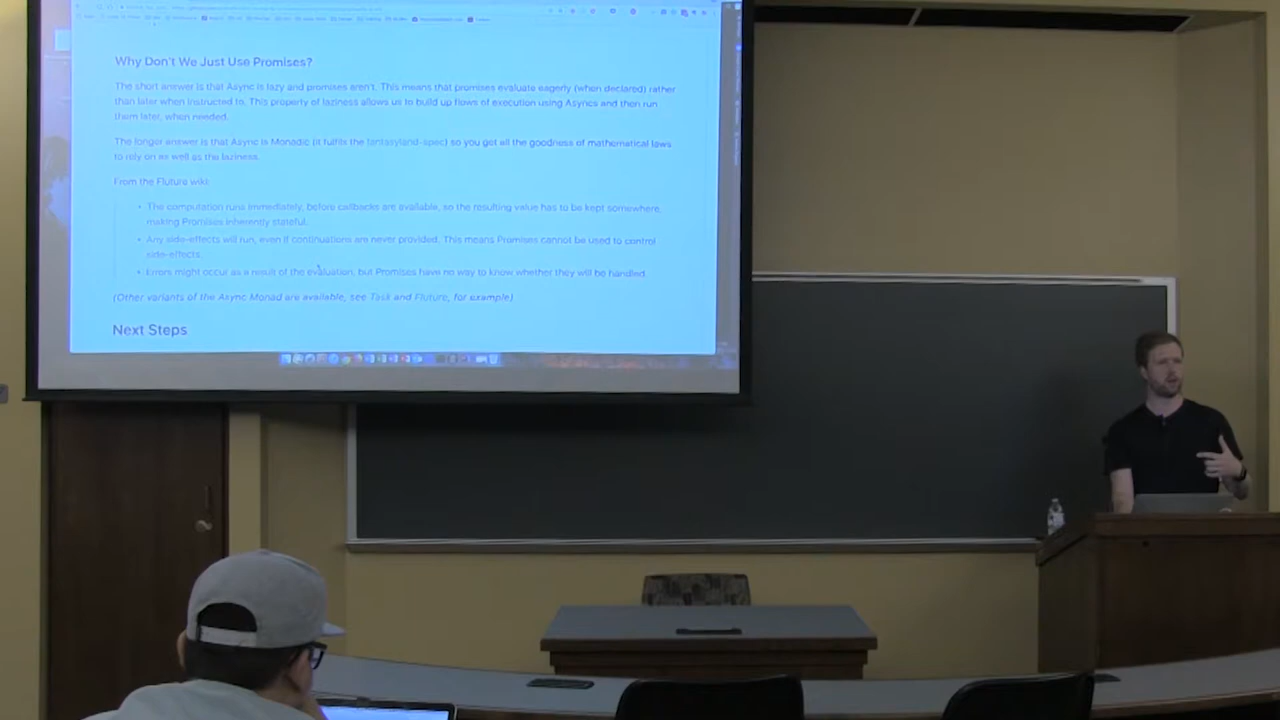 Why Don't We Just Use Promises?
The short answer is that Async is lazy and promises aren't. This means that promises evaluate eagerly (when declared) rather
than later when instructed to. This property of laziness allows us to build up flows of execution using Asyncs and then run
them later, when needed.
The longer answer is that Async is Monadic (it fulfils the fantasyland-spec) so you get all the goodness of mathematical laws
to rely on as well as the laziness.
From the Fluture wiki:
• The computation runs immediately, before callbacks are available, so the resulting value has to be kept somewhere,
making Promises inherently stateful.
• Any side-effects will run, even if continuations are never provided. This means Promises cannot be used to control
side-effects.
• Errors might occur as a result of the evaluation, but Promises have no way to know whether they will be handled.
(Other variants of the Async Monad are available, see Task and Fluture, for example)
Next Steps